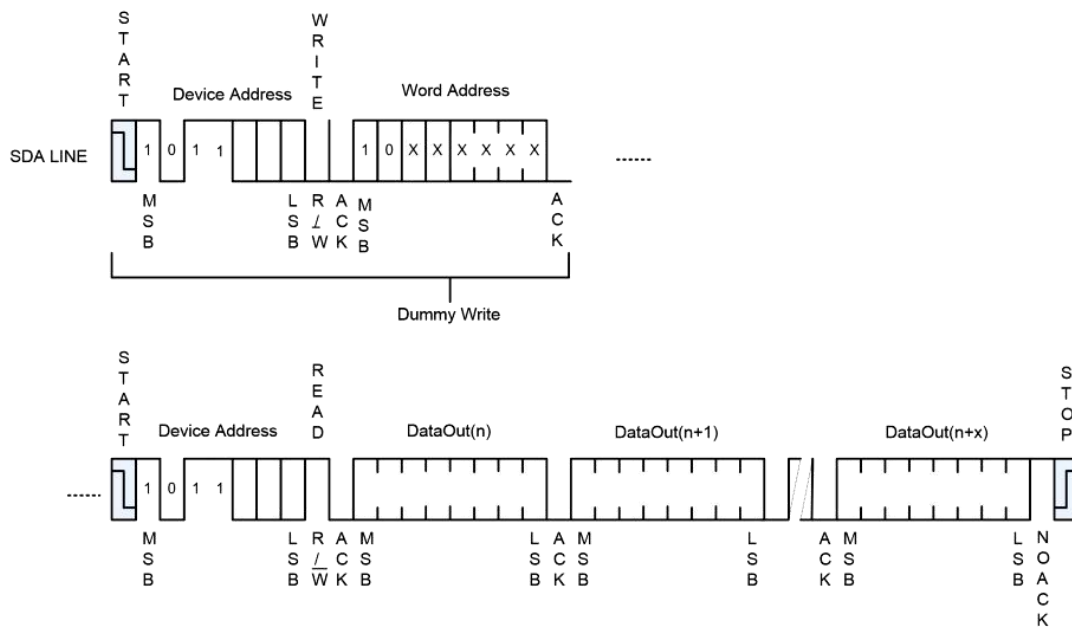 START
WRITE
Device Address
Word Address
SDA LINE
1 0 1 1
1 0 X X X X X X
......
MSB
LSB
R/W
ACK
MSB
ACK
Dummy Write
START
READ
STOP
Device Address
DataOut(n)
DataOut(n+1)
DataOut(n+x)
......
1 0 1 1
MSB
LSB
R/W
ACK
MSB
LSB
ACK
MSB
LSB
ACK
MSB
LSB
NOACK